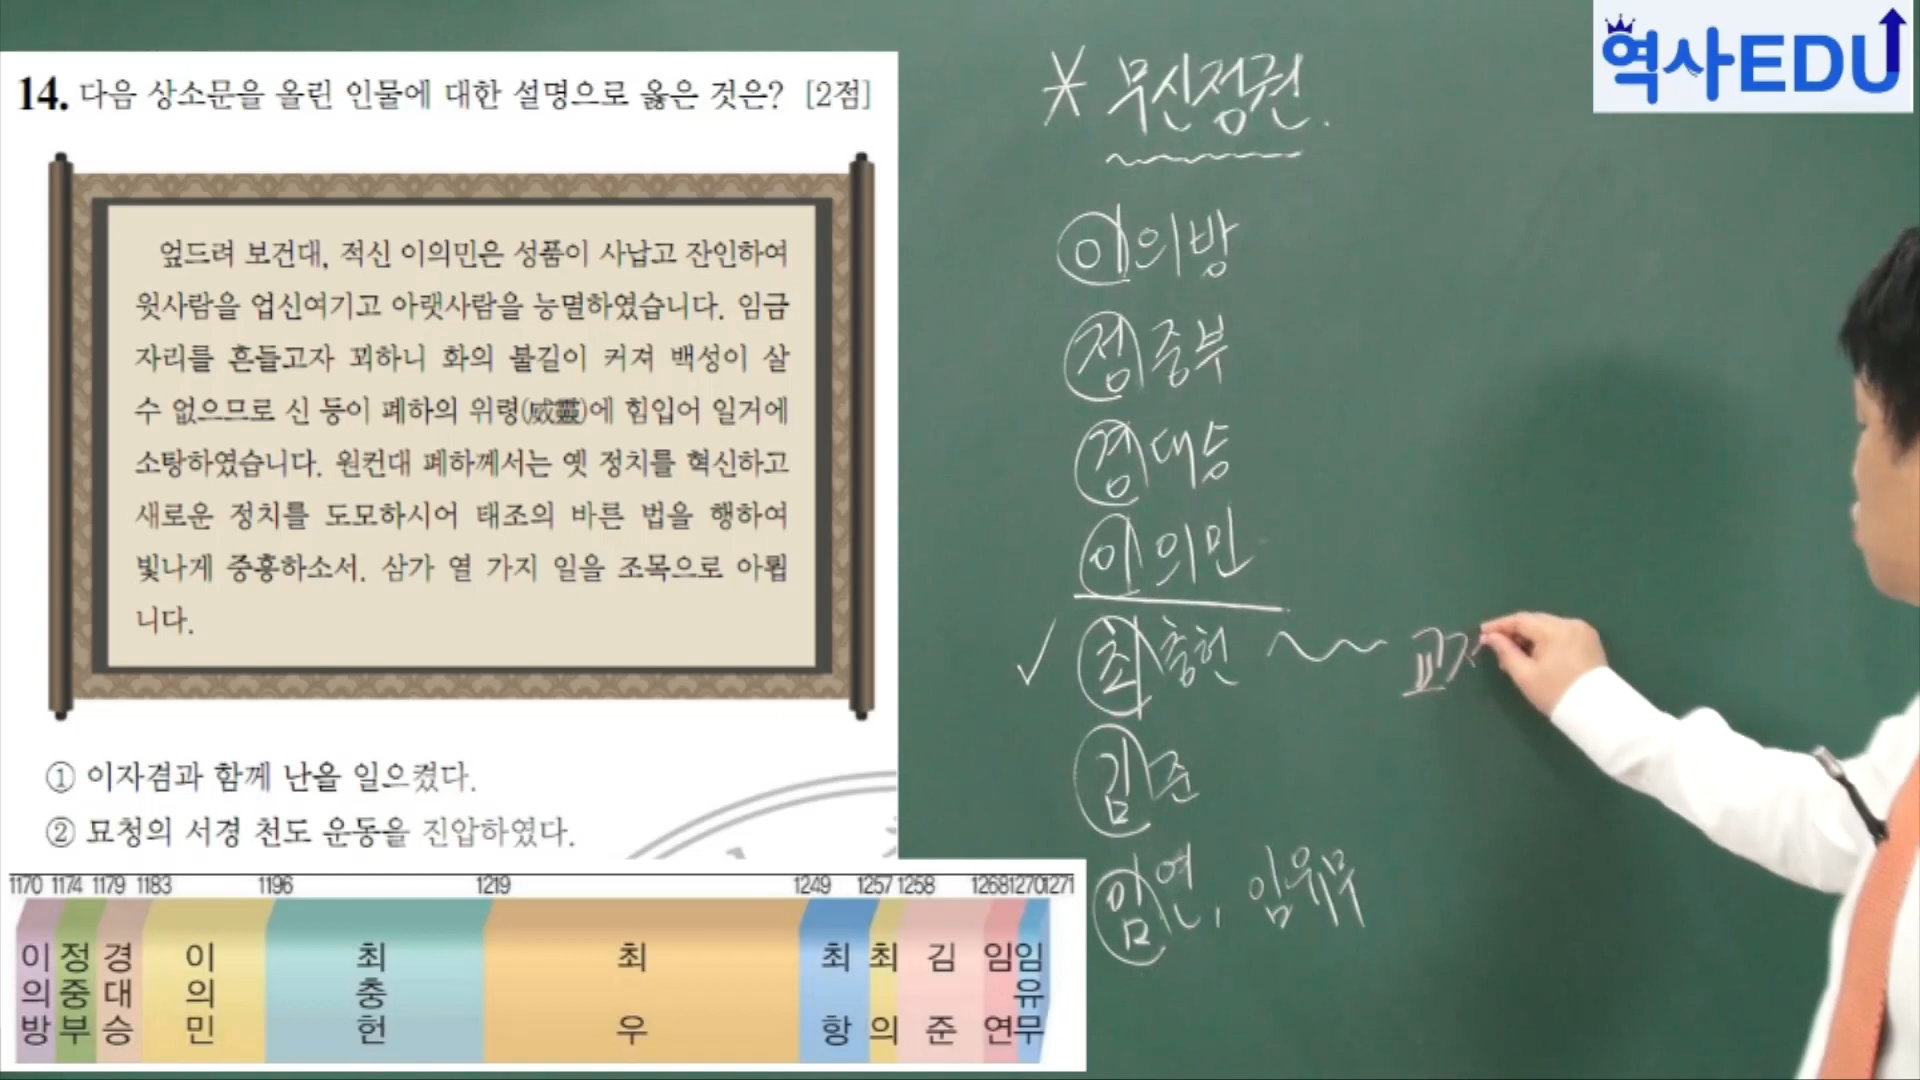 14. 다음 상소문을 올린 인물에 대한 설명으로 옳은 것은? [2점]
엎드려 보건대, 적신 이의민은 성품이 사납고 잔인하여
윗사람을 업신여기고 아랫사람을 능멸하였습니다. 임금
자리를 흔들고자 꾀하니 화의 불길이 커져 백성이 살
수 없으므로 신 등이 폐하의 위령(威靈)에 힘입어 일거에
소탕하였습니다. 원컨대 폐하께서는 옛 정치를 혁신하고
새로운 정치를 도모하시어 태조의 바른 법을 행하여
빛나게 중흥하소서. 삼가 열 가지 일을 조목으로 아룁
니다.
① 이자겸과 함께 난을 일으켰다.
② 묘청의 서경 천도 운동을 진압하였다.
1170 1174 1179 1183 1196 1219 1249 1257 1258 1268 1270 1271
이의방 정중부 경대승 이의민 최충헌 최우 최항 최의 김준 임연 임유무
* 무신정권.
이의방
정중부
경대승
이의민
✓ 최충헌 ~ 교정
김준
임연, 임유무
역사EDU